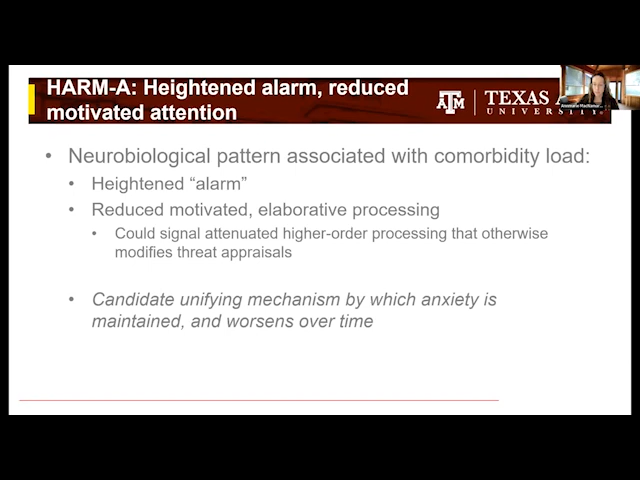 HARM-A: Heightened alarm, reduced
motivated attention
ATM
TEXAS A
UNIVERSITY
• Neurobiological pattern associated with comorbidity load:
• Heightened “alarm”
• Reduced motivated, elaborative processing
• Could signal attenuated higher-order processing that otherwise
modifies threat appraisals
• Candidate unifying mechanism by which anxiety is
maintained, and worsens over time